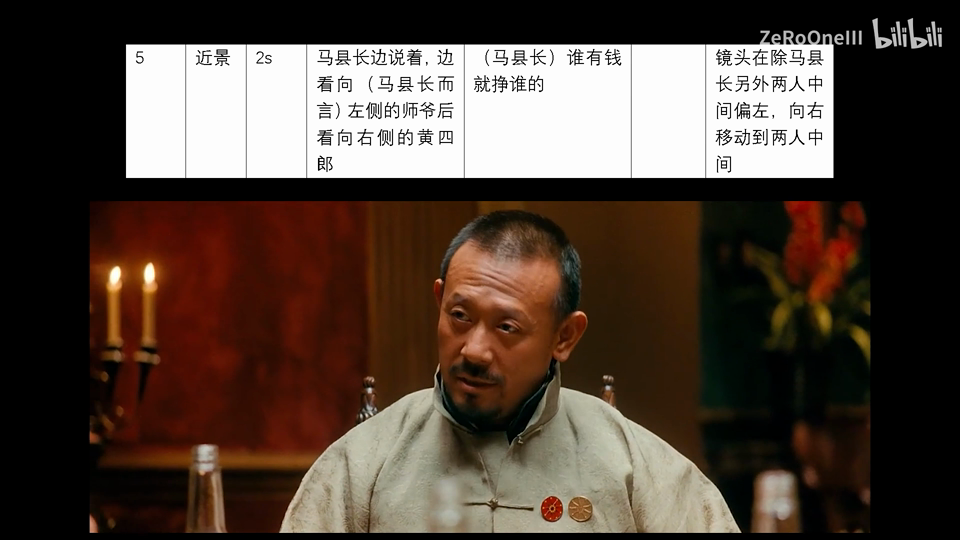 ZeRoOneIII bilibili
5
近景
2s
马县长边说着，边
看向（马县长而
言）左侧的师爷后
看向右侧的黄四
郎
（马县长）谁有钱
就挣谁的
镜头在除马县
长另外两人中
间偏左，向右
移动到两人中
间